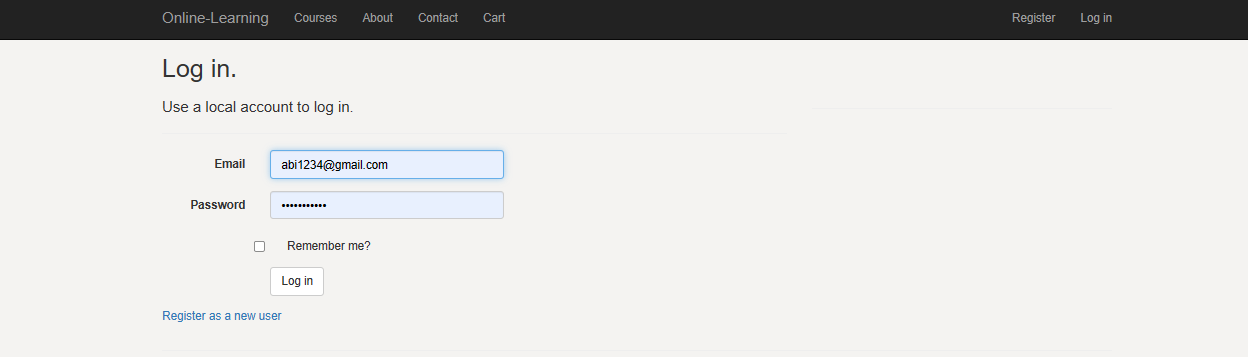 Online-Learning Courses About Contact Cart Register Log in
Log in.
Use a local account to log in.
Email abi1234@gmail.com
Password •••••••••••
Remember me?
Log in
Register as a new user